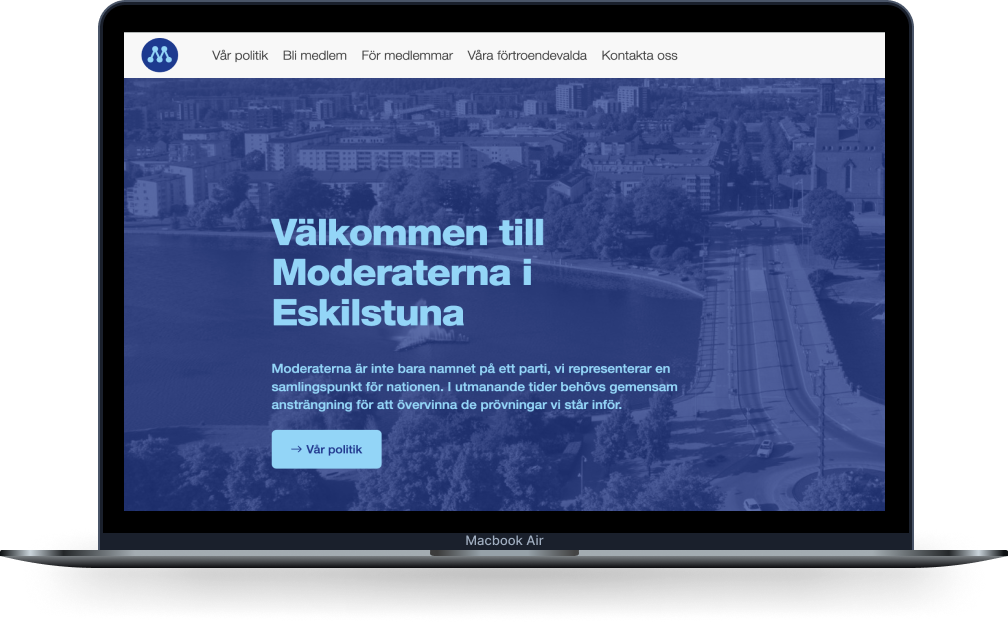 Vår politik Bli medlem För medlemmar Våra förtroendevalda Kontakta oss
Välkommen till
Moderaterna i
Eskilstuna
Moderaterna är inte bara namnet på ett parti, vi representerar en
samlingspunkt för nationen. I utmanande tider behövs gemensam
ansträngning för att övervinna de prövningar vi står inför.
→ Vår politik
Macbook Air